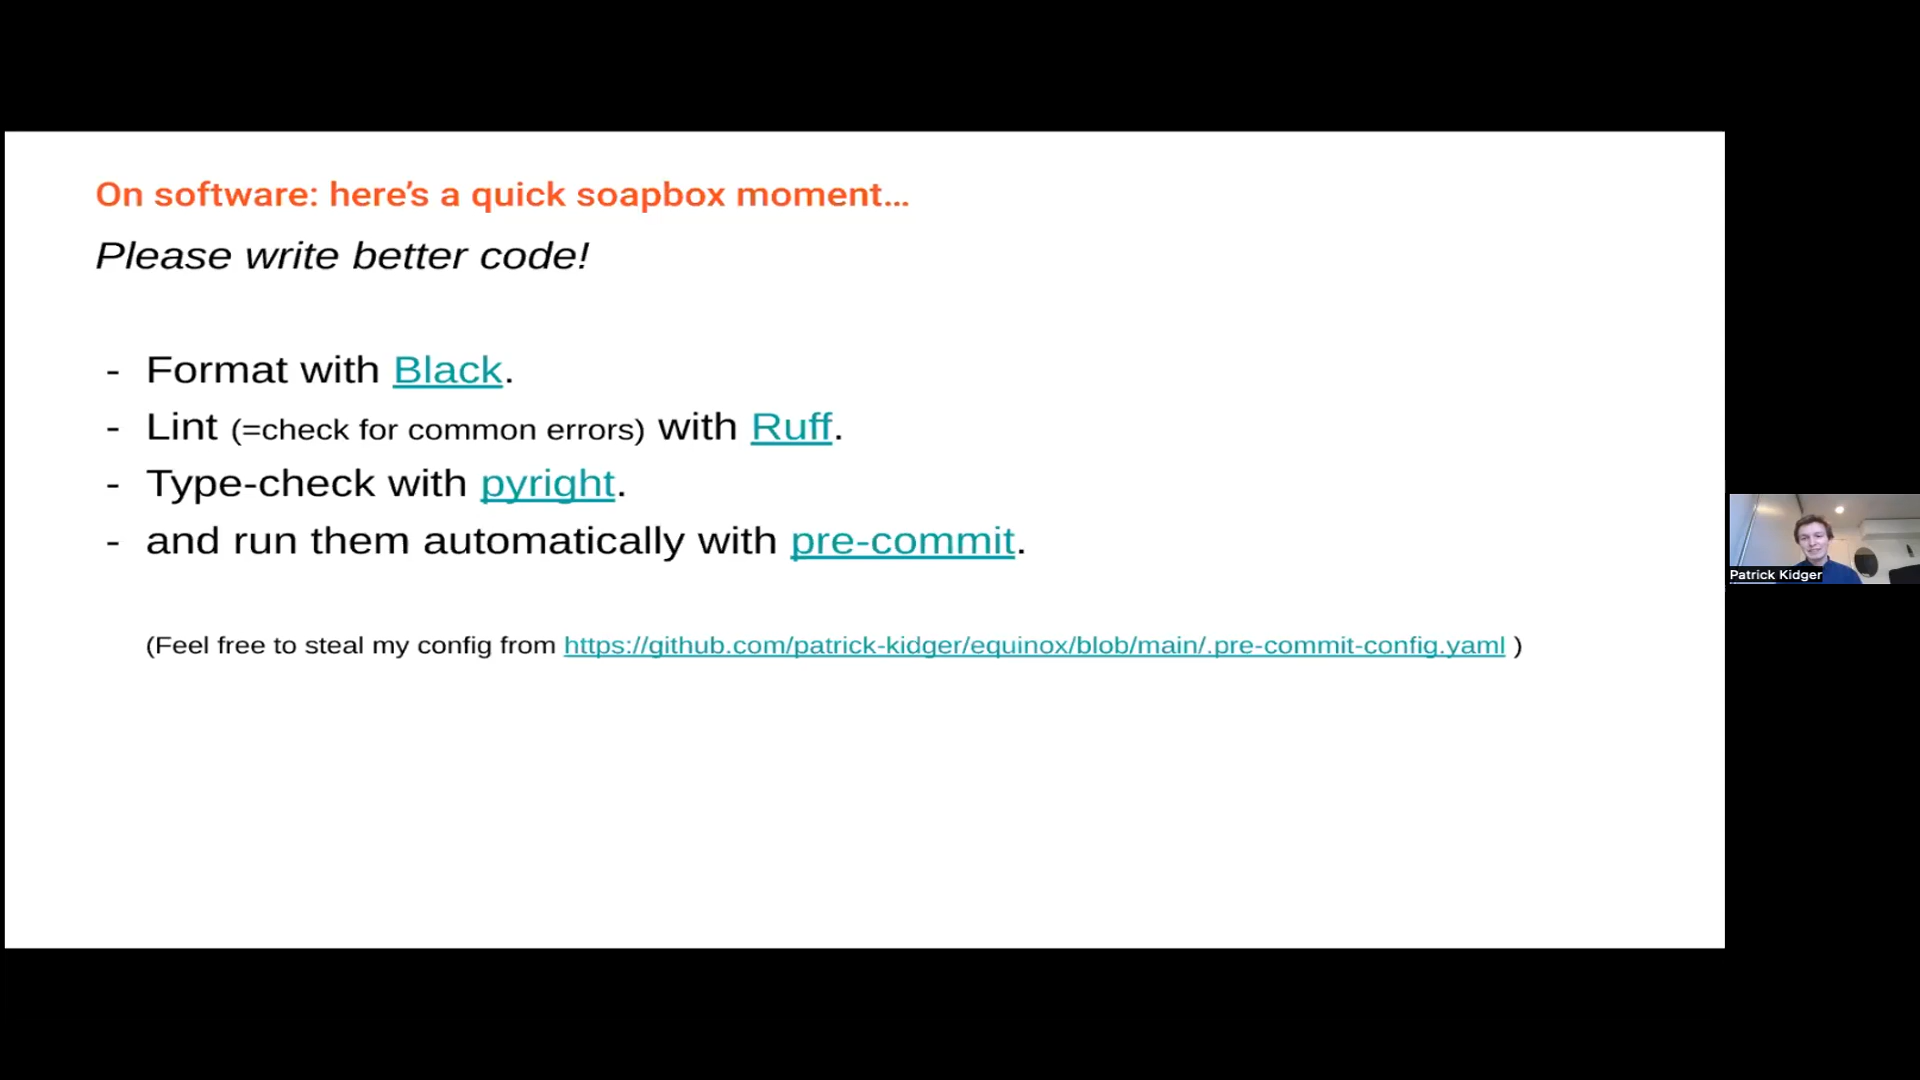 On software: here’s a quick soapbox moment...
Please write better code!
- Format with Black.
- Lint (=check for common errors) with Ruff.
- Type-check with pyright.
- and run them automatically with pre-commit.
(Feel free to steal my config from https://github.com/patrick-kidger/equinox/blob/main/.pre-commit-config.yaml )
Patrick Kidger